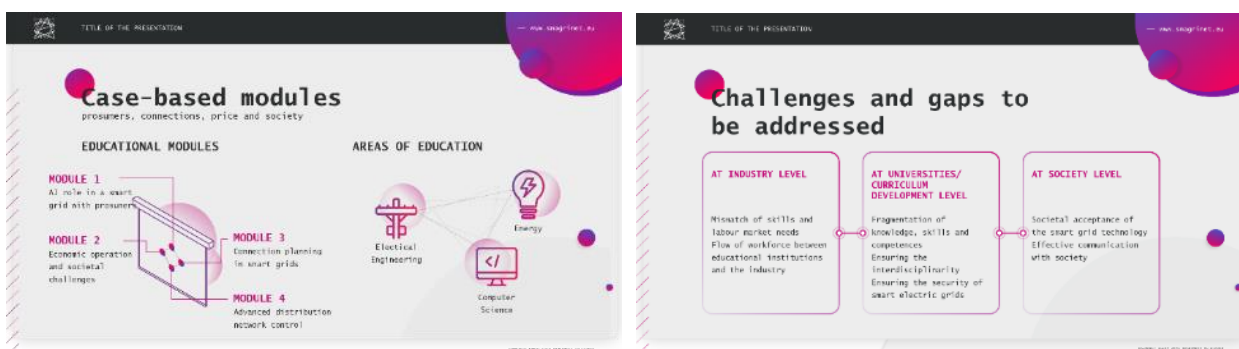 TITLE OF THE PRESENTATION
— www.smagrinet.eu
Case-based modules
prosumers, connections, price and society
EDUCATIONAL MODULES
AREAS OF EDUCATION
MODULE 1
AI role in a smart
grid with prosumers
MODULE 2
Economic operation
and societal
challenges
MODULE 3
Connection planning
in smart grids
MODULE 4
Advanced distribution
network control
Electical
Engineering
Energy
</>
Computer
Science
TITLE OF THE PRESENTATION
— www.smagrinet.eu
Challenges and gaps to
be addressed
AT INDUSTRY LEVEL
Mismatch of skills and
labour market needs
Flow of workforce between
educational institutions
and the industry
AT UNIVERSITIES/
CURRICULUM
DEVELOPMENT LEVEL
Fragmentation of
knowledge, skills and
competences
Ensuring the
interdisciplinarity
Ensuring the security of
smart electric grids
AT SOCIETY LEVEL
Societal acceptance of
the smart grid technology
Effective communication
with society